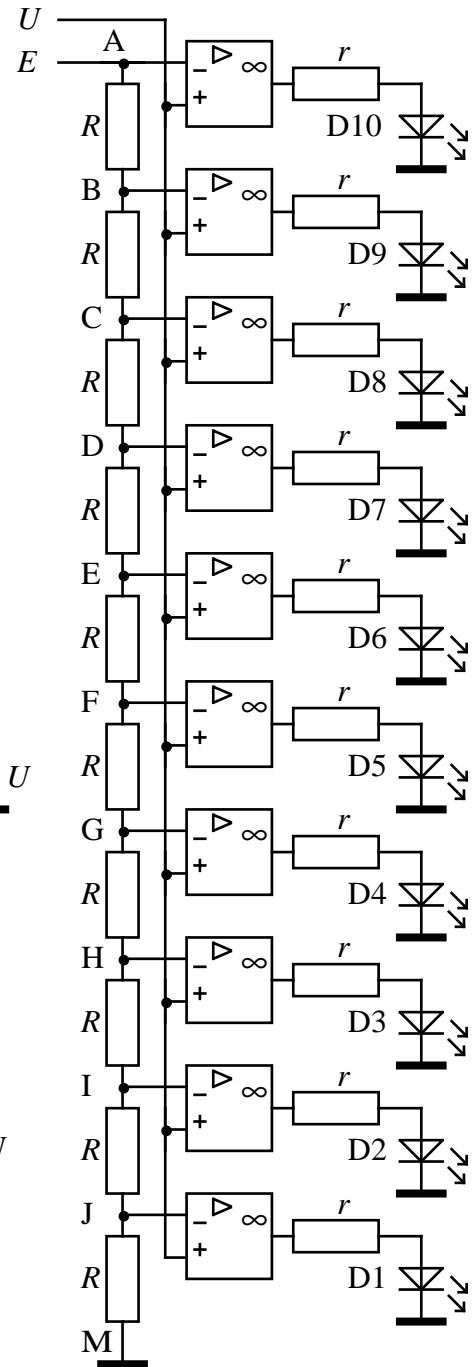 U
A
E
− ∞
+
r
R
D10
B
− ∞
+
r
R
D9
C
− ∞
+
r
R
D8
D
− ∞
+
r
R
D7
E
− ∞
+
r
R
D6
F
− ∞
+
r
R
D5
U
G
− ∞
+
r
R
D4
H
− ∞
+
r
R
D3
I
− ∞
+
r
R
D2
J
− ∞
+
r
R
D1
M